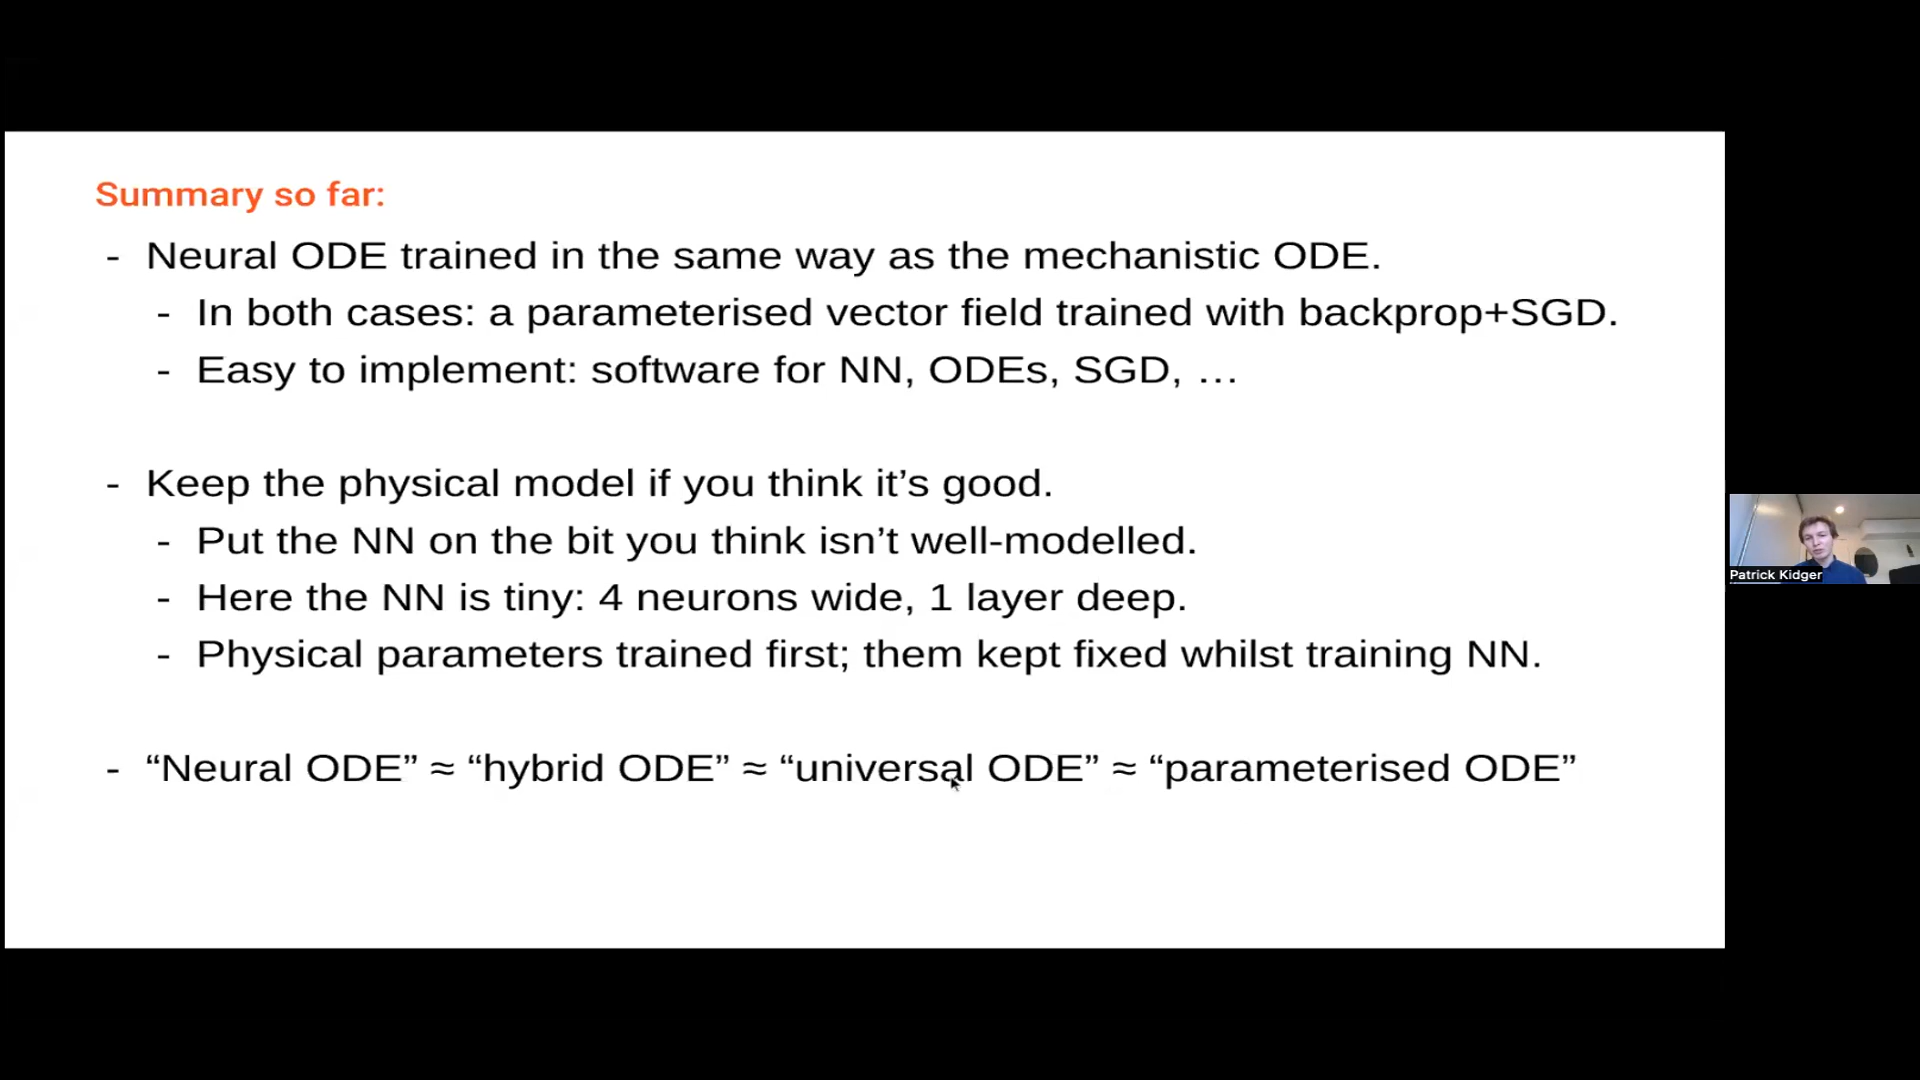 Summary so far:
- Neural ODE trained in the same way as the mechanistic ODE.
- In both cases: a parameterised vector field trained with backprop+SGD.
- Easy to implement: software for NN, ODEs, SGD, …
- Keep the physical model if you think it’s good.
- Put the NN on the bit you think isn’t well-modelled.
- Here the NN is tiny: 4 neurons wide, 1 layer deep.
- Physical parameters trained first; them kept fixed whilst training NN.
- “Neural ODE” ≈ “hybrid ODE” ≈ “universal ODE” ≈ “parameterised ODE”
Patrick Kidger